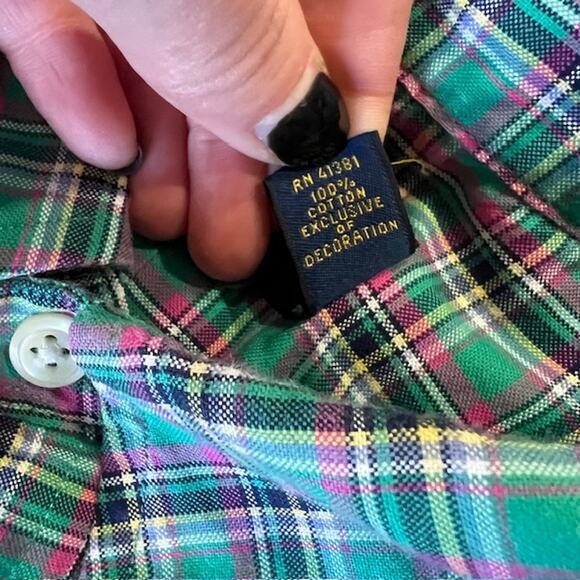 RN 41381
100%
COTTON
EXCLUSIVE
OF
DECORATION